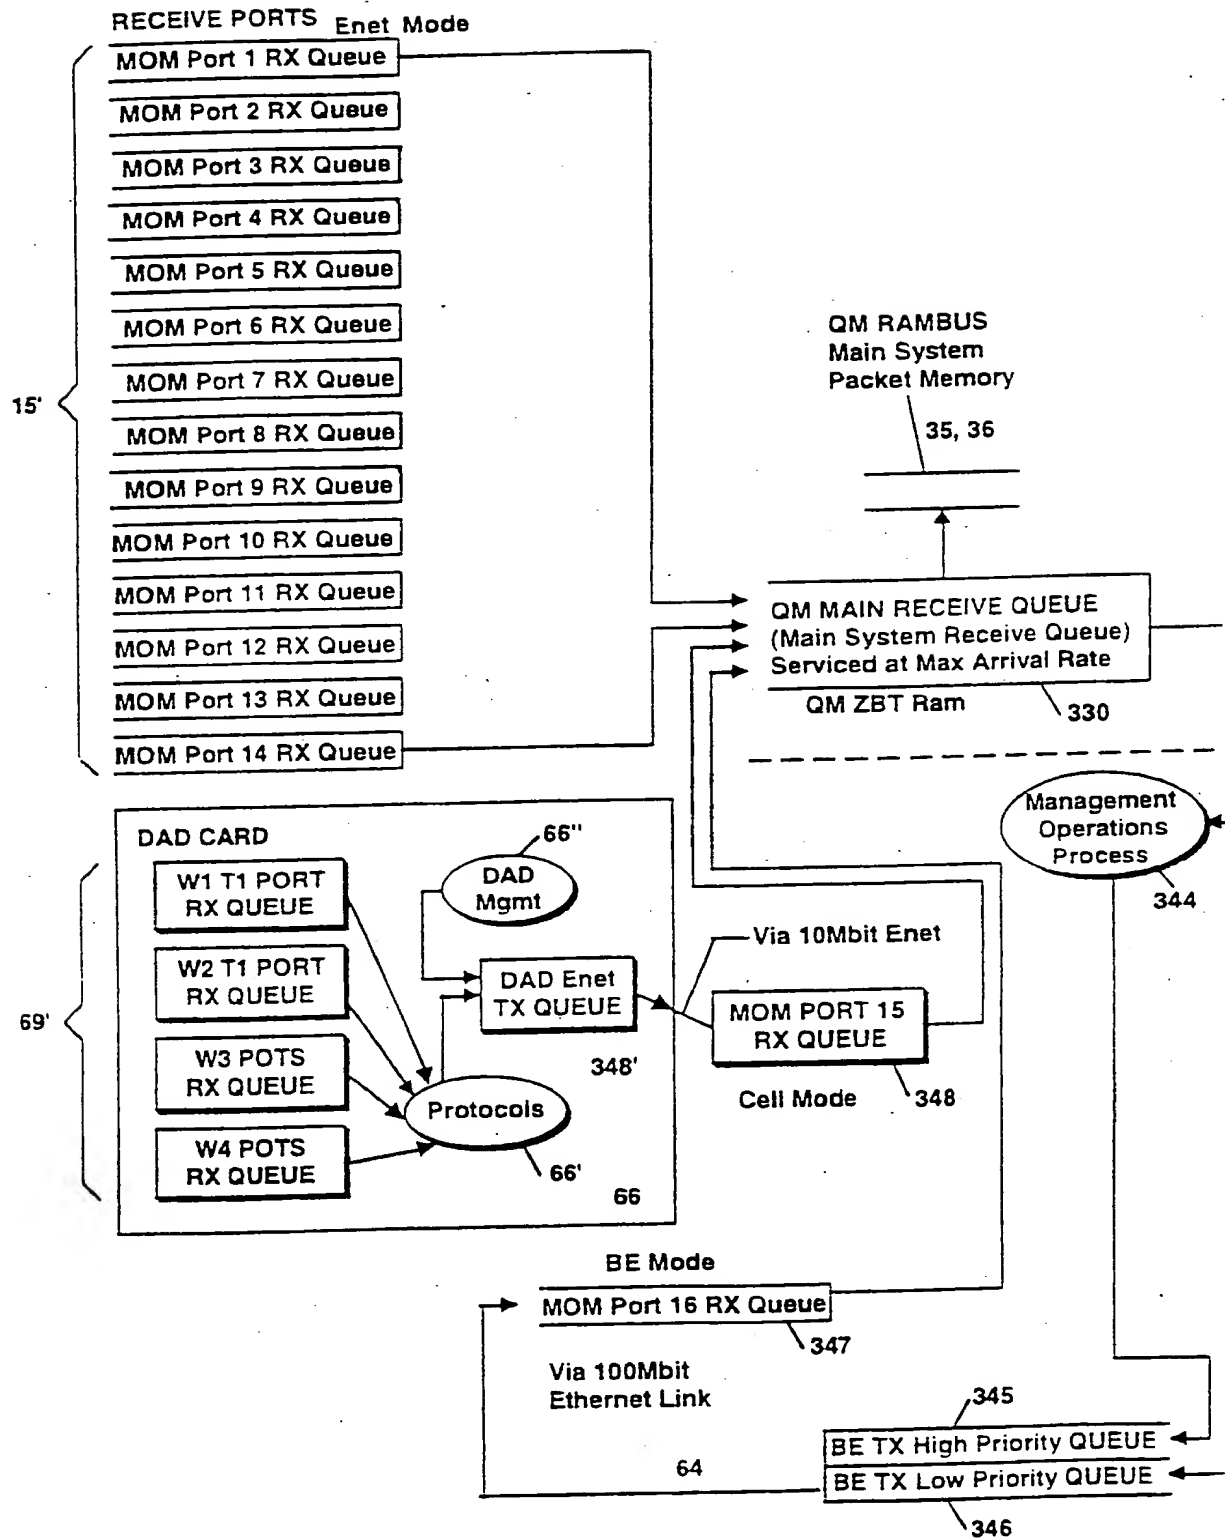 RECEIVE PORTS Enet Mode
MOM Port 1 RX Queue
MOM Port 2 RX Queue
MOM Port 3 RX Queue
MOM Port 4 RX Queue
MOM Port 5 RX Queue
MOM Port 6 RX Queue
MOM Port 7 RX Queue
MOM Port 8 RX Queue
MOM Port 9 RX Queue
MOM Port 10 RX Queue
MOM Port 11 RX Queue
MOM Port 12 RX Queue
MOM Port 13 RX Queue
MOM Port 14 RX Queue
15'
QM RAMBUS
Main System
Packet Memory
35, 36
QM MAIN RECEIVE QUEUE
(Main System Receive Queue)
Serviced at Max Arrival Rate
QM ZBT Ram
330
Management
Operations
Process
344
DAD CARD
W1 T1 PORT
RX QUEUE
W2 T1 PORT
RX QUEUE
W3 POTS
RX QUEUE
W4 POTS
RX QUEUE
69'
66"
DAD
Mgmt
DAD Enet
TX QUEUE
348'
Protocols
66'
66
Via 10Mbit Enet
MOM PORT 15
RX QUEUE
Cell Mode
348
BE Mode
MOM Port 16 RX Queue
347
Via 100Mbit
Ethernet Link
64
345
BE TX High Priority QUEUE
BE TX Low Priority QUEUE
346